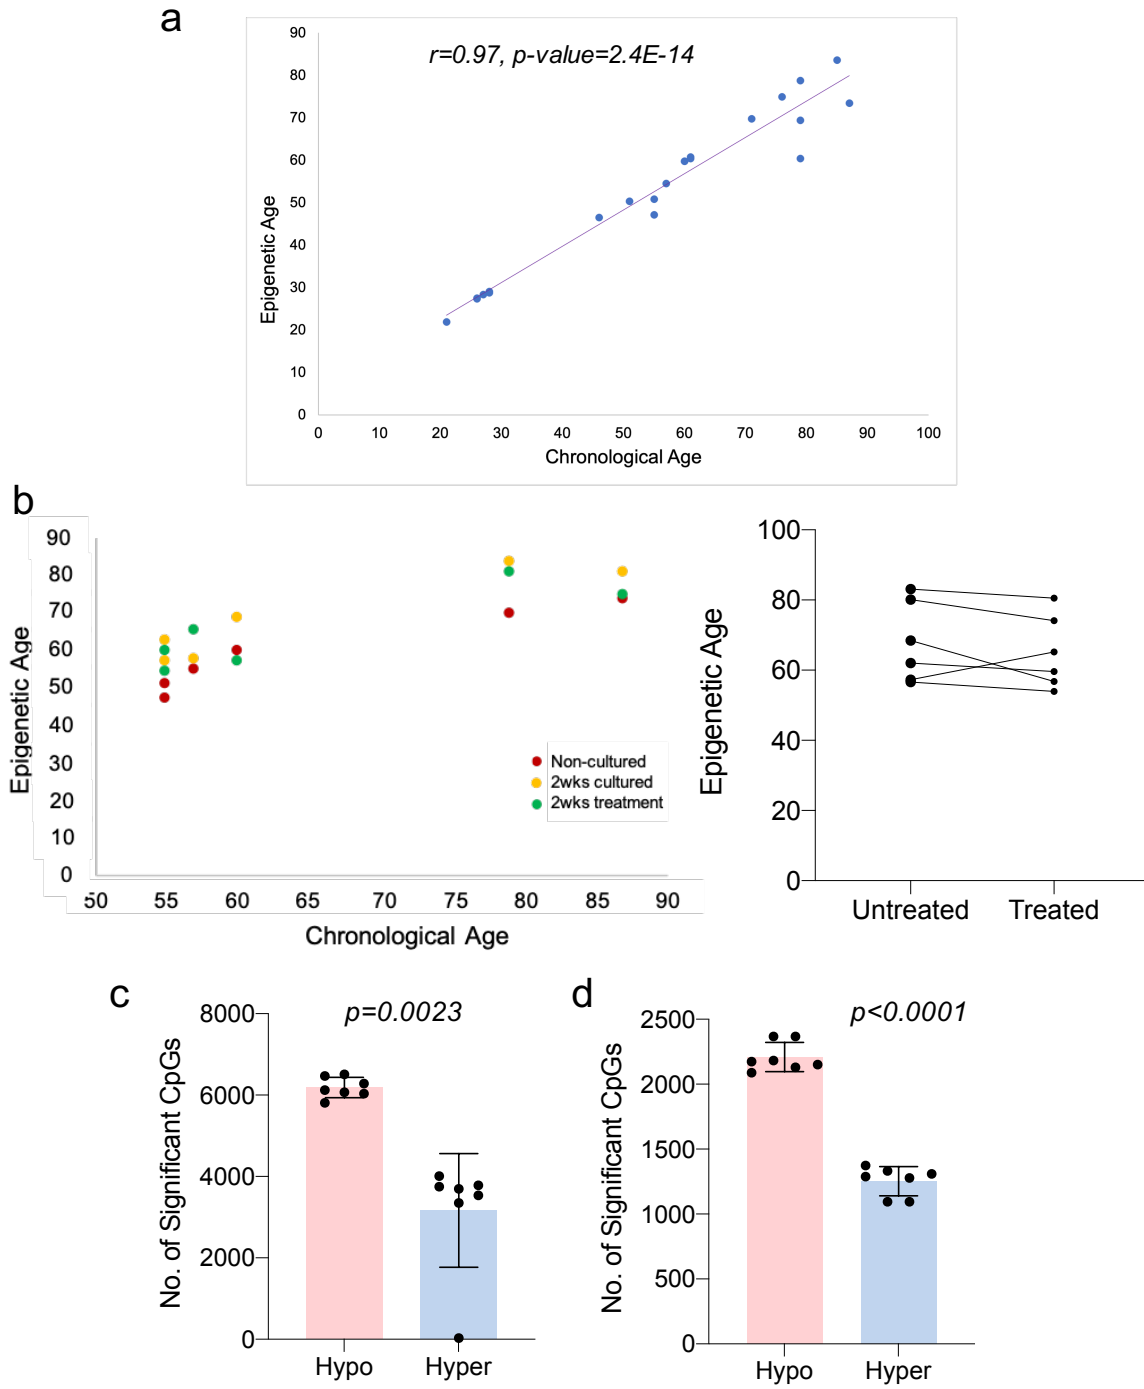 a
r=0.97, p-value=2.4E-14
90
80
70
60
50
40
30
20
10
0
Epigenetic Age
0 10 20 30 40 50 60 70 80 90 100
Chronological Age
b
90
80
70
60
50
40
30
20
10
0
Epigenetic Age
Non-cultured
2wks cultured
2wks treatment
50 55 60 65 70 75 80 85 90
Chronological Age
100
80
60
40
20
0
Epigenetic Age
Untreated Treated
c
p=0.0023
8000
6000
4000
2000
0
No. of Significant CpGs
Hypo Hyper
d
p<0.0001
2500
2000
1500
1000
500
0
No. of Significant CpGs
Hypo Hyper